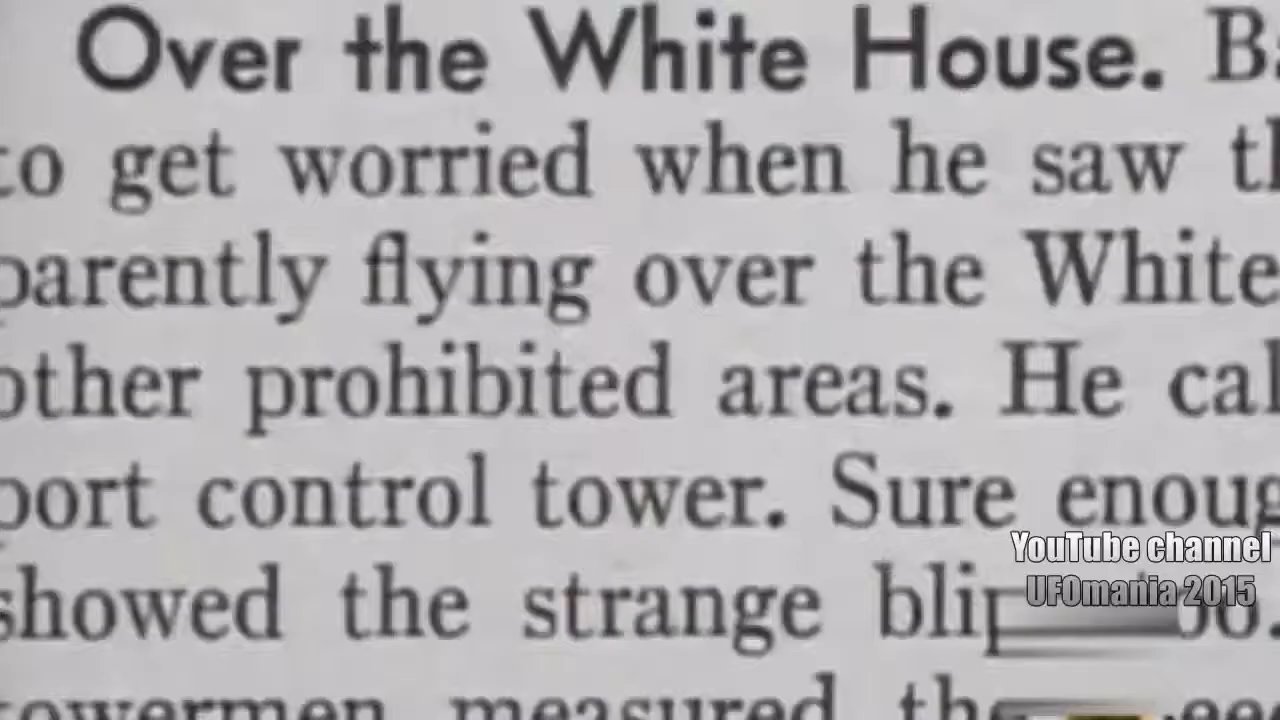 Over the White House. B
to get worried when he saw th
parently flying over the White
other prohibited areas. He cal
port control tower. Sure enoug
showed the strange blip
towermen measured the
YouTube channel
UFOmania 2015